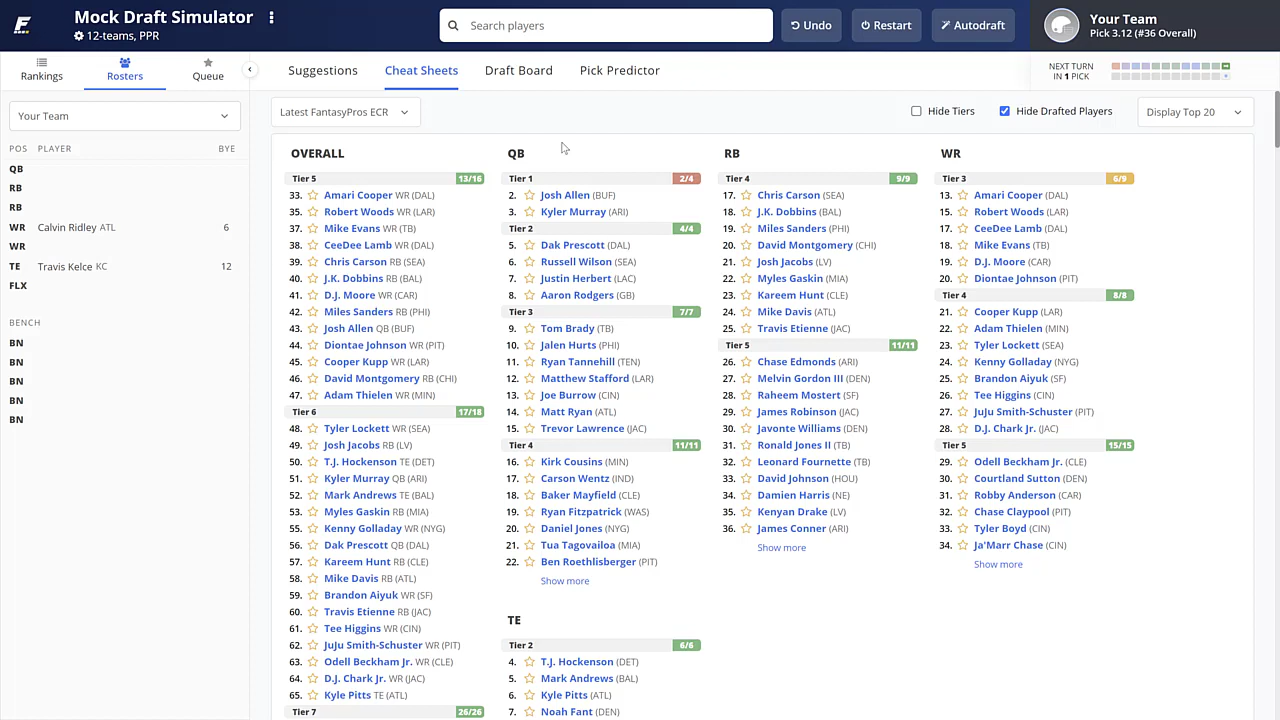 Mock Draft Simulator
12-teams, PPR
Search players
Undo
Restart
Autodraft
Your Team
Pick 3.12 (#36 Overall)
Rankings
Rosters
Queue
Suggestions
Cheat Sheets
Draft Board
Pick Predictor
NEXT TURN
IN 1 PICK
Your Team
POS PLAYER BYE
QB
RB
RB
WR Calvin Ridley ATL 6
WR
TE Travis Kelce KC 12
FLX
BENCH
BN
BN
BN
BN
BN
Latest FantasyPros ECR
Hide Tiers
Hide Drafted Players
Display Top 20
OVERALL
Tier 5 13/16
33. Amari Cooper WR (DAL)
35. Robert Woods WR (LAR)
37. Mike Evans WR (TB)
38. CeeDee Lamb WR (DAL)
39. Chris Carson RB (SEA)
40. J.K. Dobbins RB (BAL)
41. D.J. Moore WR (CAR)
42. Miles Sanders RB (PHI)
43. Josh Allen QB (BUF)
44. Diontae Johnson WR (PIT)
45. Cooper Kupp WR (LAR)
46. David Montgomery RB (CHI)
47. Adam Thielen WR (MIN)
Tier 6 17/18
48. Tyler Lockett WR (SEA)
49. Josh Jacobs RB (LV)
50. T.J. Hockenson TE (DET)
51. Kyler Murray QB (ARI)
52. Mark Andrews TE (BAL)
53. Myles Gaskin RB (MIA)
55. Kenny Golladay WR (NYG)
56. Dak Prescott QB (DAL)
57. Kareem Hunt RB (CLE)
58. Mike Davis RB (ATL)
59. Brandon Aiyuk WR (SF)
60. Travis Etienne RB (JAC)
61. Tee Higgins WR (CIN)
62. JuJu Smith-Schuster WR (PIT)
63. Odell Beckham Jr. WR (CLE)
64. D.J. Chark Jr. WR (JAC)
65. Kyle Pitts TE (ATL)
Tier 7 26/26
QB
Tier 1 2/4
2. Josh Allen (BUF)
3. Kyler Murray (ARI)
Tier 2 4/4
5. Dak Prescott (DAL)
6. Russell Wilson (SEA)
7. Justin Herbert (LAC)
8. Aaron Rodgers (GB)
Tier 3 7/7
9. Tom Brady (TB)
10. Jalen Hurts (PHI)
11. Ryan Tannehill (TEN)
12. Matthew Stafford (LAR)
13. Joe Burrow (CIN)
14. Matt Ryan (ATL)
15. Trevor Lawrence (JAC)
Tier 4 11/11
16. Kirk Cousins (MIN)
17. Carson Wentz (IND)
18. Baker Mayfield (CLE)
19. Ryan Fitzpatrick (WAS)
20. Daniel Jones (NYG)
21. Tua Tagovailoa (MIA)
22. Ben Roethlisberger (PIT)
Show more
TE
Tier 2 6/6
4. T.J. Hockenson (DET)
5. Mark Andrews (BAL)
6. Kyle Pitts (ATL)
7. Noah Fant (DEN)
RB
Tier 4 9/9
17. Chris Carson (SEA)
18. J.K. Dobbins (BAL)
19. Miles Sanders (PHI)
20. David Montgomery (CHI)
21. Josh Jacobs (LV)
22. Myles Gaskin (MIA)
23. Kareem Hunt (CLE)
24. Mike Davis (ATL)
25. Travis Etienne (JAC)
Tier 5 11/11
26. Chase Edmonds (ARI)
27. Melvin Gordon III (DEN)
28. Raheem Mostert (SF)
29. James Robinson (JAC)
30. Javonte Williams (DEN)
31. Ronald Jones II (TB)
32. Leonard Fournette (TB)
33. David Johnson (HOU)
34. Damien Harris (NE)
35. Kenyan Drake (LV)
36. James Conner (ARI)
Show more
WR
Tier 3 6/9
13. Amari Cooper (DAL)
15. Robert Woods (LAR)
17. CeeDee Lamb (DAL)
18. Mike Evans (TB)
19. D.J. Moore (CAR)
20. Diontae Johnson (PIT)
Tier 4 8/8
21. Cooper Kupp (LAR)
22. Adam Thielen (MIN)
23. Tyler Lockett (SEA)
24. Kenny Golladay (NYG)
25. Brandon Aiyuk (SF)
26. Tee Higgins (CIN)
27. JuJu Smith-Schuster (PIT)
28. D.J. Chark Jr. (JAC)
Tier 5 15/15
29. Odell Beckham Jr. (CLE)
30. Courtland Sutton (DEN)
31. Robby Anderson (CAR)
32. Chase Claypool (PIT)
33. Tyler Boyd (CIN)
34. Ja'Marr Chase (CIN)
Show more